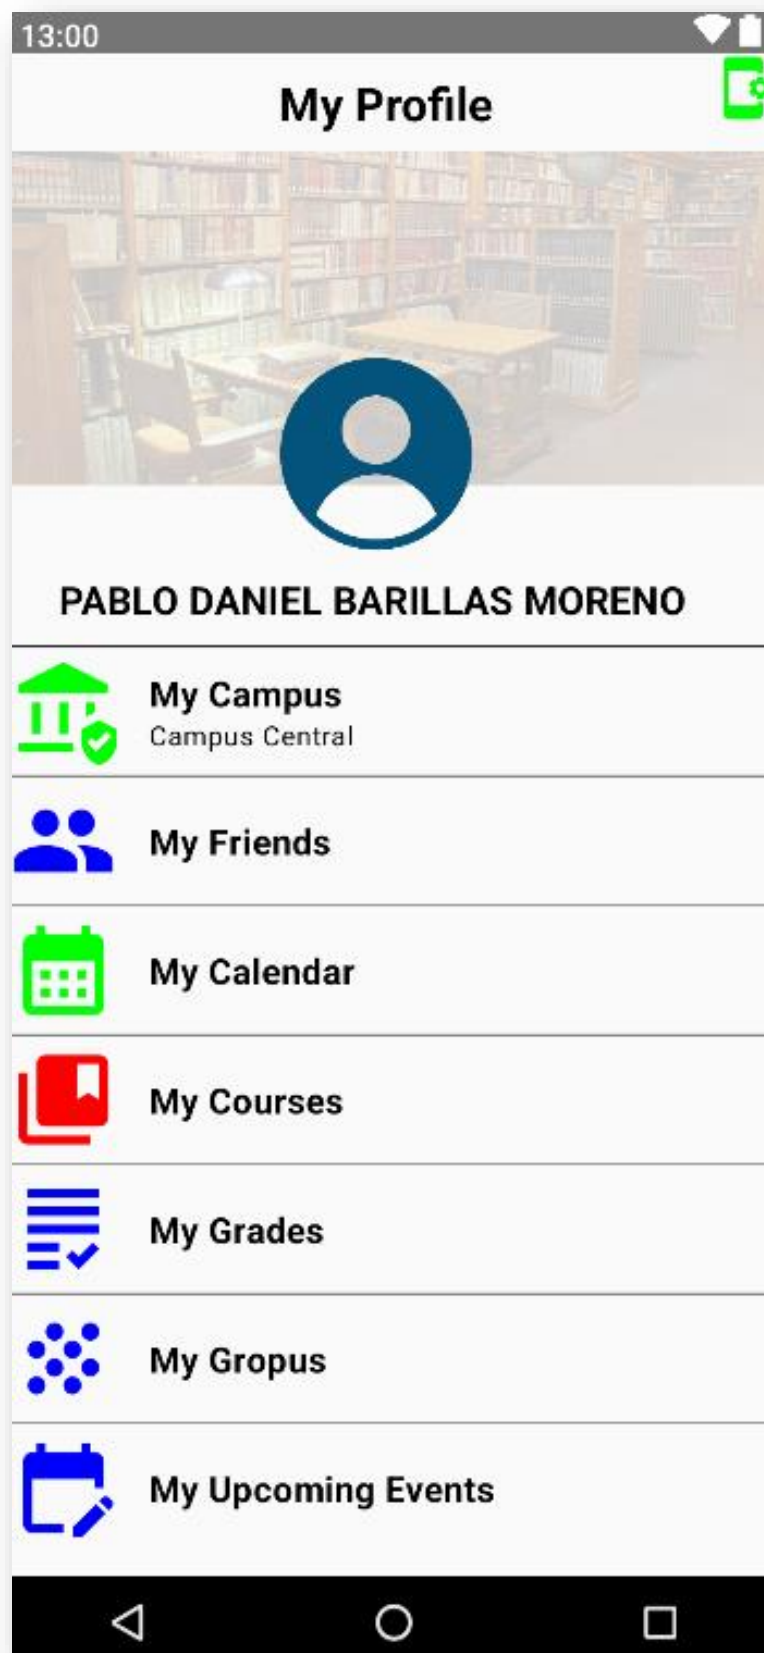 13:00
My Profile
PABLO DANIEL BARILLAS MORENO
My Campus
Campus Central
My Friends
My Calendar
My Courses
My Grades
My Gropus
My Upcoming Events